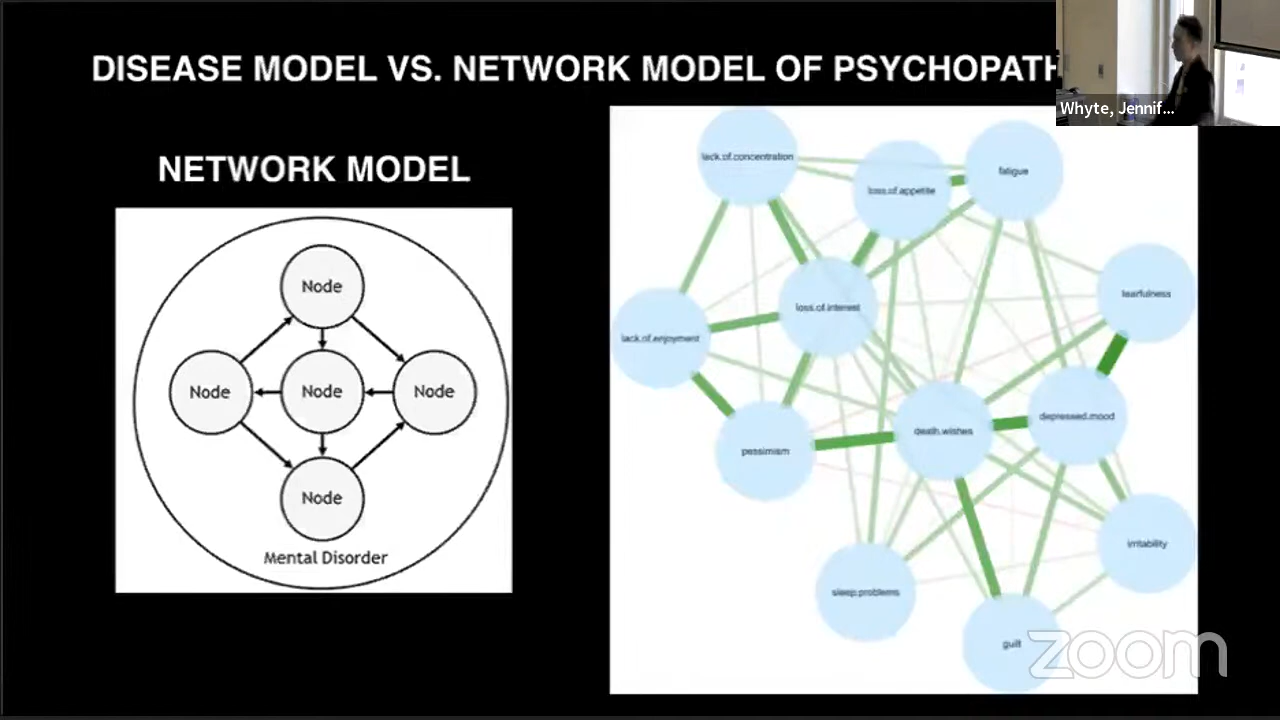 DISEASE MODEL VS. NETWORK MODEL OF PSYCHOPATH
Whyte, Jennif...
NETWORK MODEL
Node
Node
Node
Node
Node
Mental Disorder
lack.of.concentration
loss.of.appetite
fatigue
tearfulness
loss.of.interest
lack.of.enjoyment
depressed.mood
death.wishes
pessimism
irritability
sleep.problems
guilt
zoom